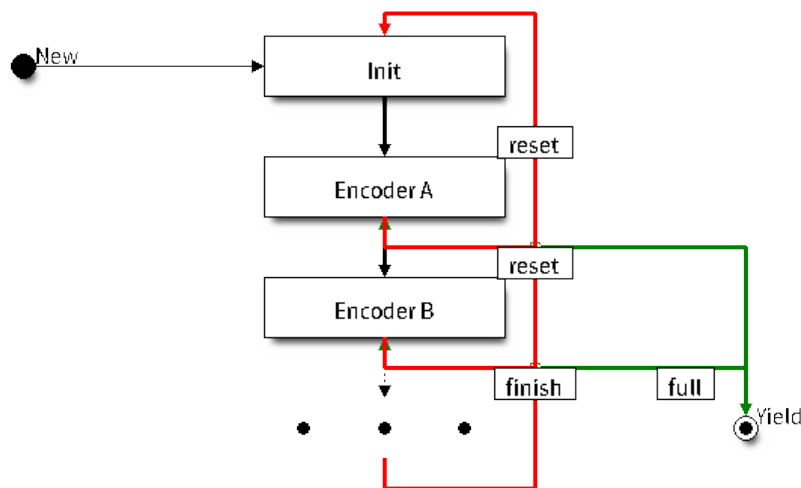 New
Init
reset
Encoder A
reset
Encoder B
finish
full
Yield